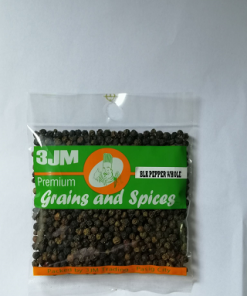 3JM
BLK PEPPER WHOLE
Premium
Grains and Spices